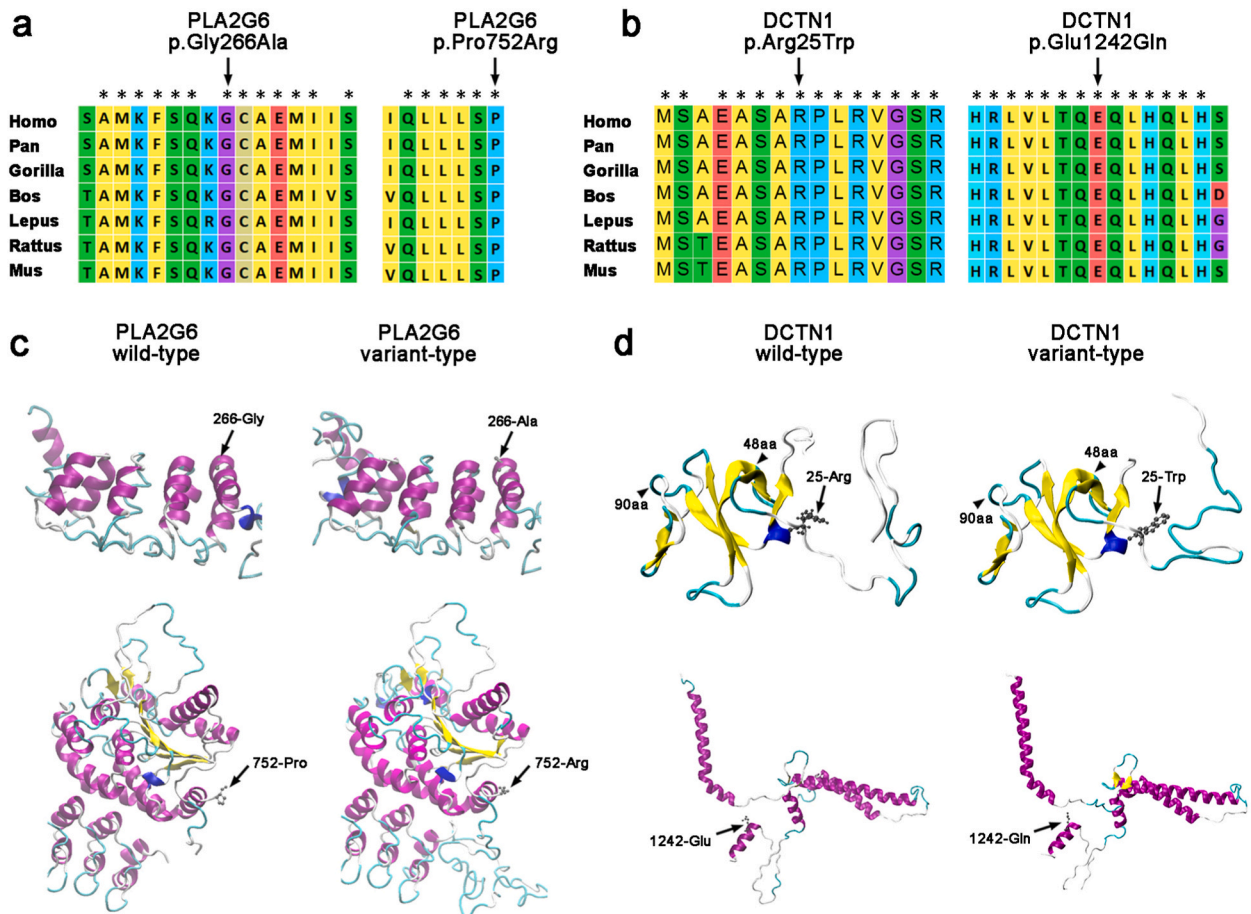 a
PLA2G6
p.Gly266Ala
PLA2G6
p.Pro752Arg
* * * * * * * * * * * * *
* * * * * *
Homo S A M K F S Q K G C A E M I I S I Q L L L S P
Pan S A M K F S Q K G C A E M I I S I Q L L L S P
Gorilla S A M K F S Q K G C A E M I I S I Q L L L S P
Bos T A M K F S Q K G C A E M I V S V Q L L L S P
Lepus T A M K F S Q R G C A E M I I S I Q L L L S P
Rattus T A M K F S Q K G C A E M I I S V Q L L L S P
Mus T A M K F S Q K G C A E M I I S V Q L L L S P
b
DCTN1
p.Arg25Trp
DCTN1
p.Glu1242Gln
* * * * * * * * * * * * * *
* * * * * * * * * * * * * *
Homo M S A E A S A R P L R V G S R H R L V L T Q E Q L H Q L H S
Pan M S A E A S A R P L R V G S R H R L V L T Q E Q L H Q L H S
Gorilla M S A E A S A R P L R V G S R H R L V L T Q E Q L H Q L H S
Bos M S A E A S A R P L R V G S R H R L V L T Q E Q L H Q L H D
Lepus M S A E A S A R P L R V G S R H R L V L T Q E Q L H Q L H G
Rattus M S T E A S A R P L R V G S R H R L V L T Q E Q L H Q L H G
Mus M S T E A S A R P L R V G S R H R L V L T Q E Q L H Q L H S
c
PLA2G6
wild-type
PLA2G6
variant-type
266-Gly
266-Ala
752-Pro
752-Arg
d
DCTN1
wild-type
DCTN1
variant-type
48aa
25-Arg
90aa
48aa
25-Trp
90aa
1242-Glu
1242-Gln